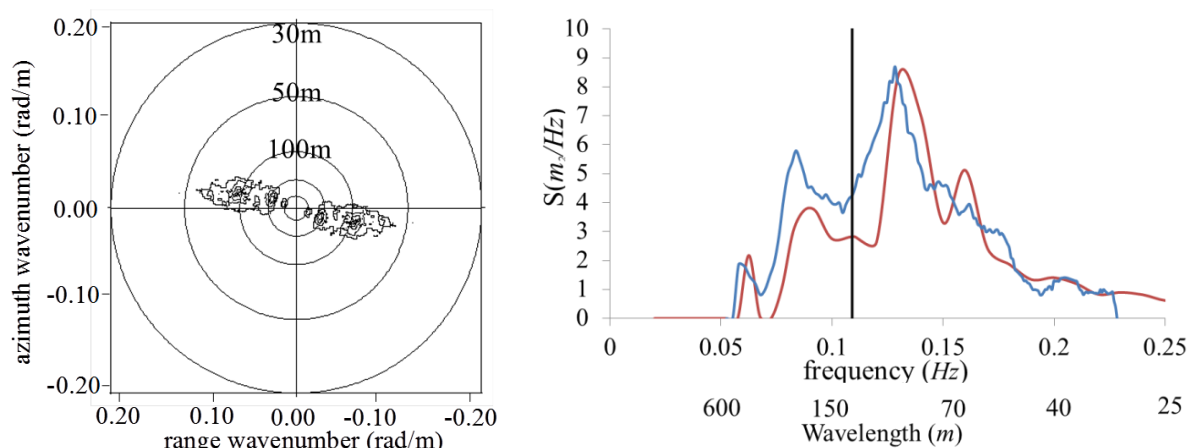 0.20
0.10
0.00
-0.10
-0.20
azimuth wavenumber (rad/m)
30m
50m
100m
0.20 0.10 0.00 -0.10 -0.20
range wavenumber (rad/m)
10
9
8
7
6
5
4
3
2
1
0
S(m2/Hz)
0 0.05 0.1 0.15 0.2 0.25
frequency (Hz)
600 150 70 40 25
Wavelength (m)